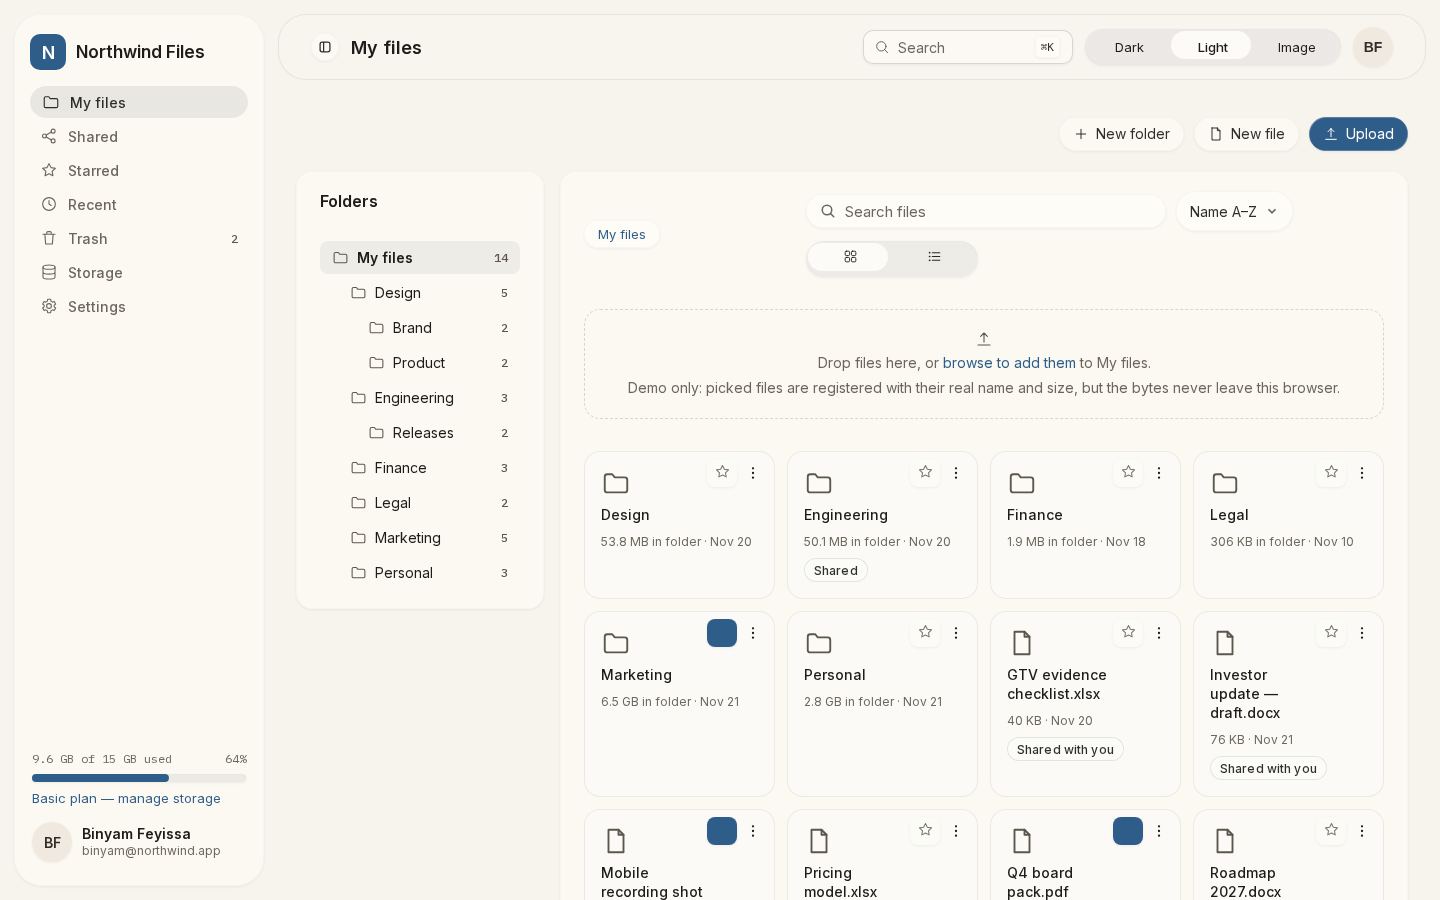 N Northwind Files
My files
Shared
Starred
Recent
Trash 2
Storage
Settings
9.6 GB of 15 GB used 64%
Basic plan — manage storage
BF
Binyam Feyissa
binyam@northwind.app
My files
Search ⌘K
Dark Light Image
BF
New folder
New file
Upload
Folders
My files 14
Design 5
Brand 2
Product 2
Engineering 3
Releases 2
Finance 3
Legal 2
Marketing 5
Personal 3
My files
Search files
Name A–Z
Drop files here, or browse to add them to My files.
Demo only: picked files are registered with their real name and size, but the bytes never leave this browser.
Design
53.8 MB in folder · Nov 20
Engineering
50.1 MB in folder · Nov 20
Shared
Finance
1.9 MB in folder · Nov 18
Legal
306 KB in folder · Nov 10
Marketing
6.5 GB in folder · Nov 21
Personal
2.8 GB in folder · Nov 21
GTV evidence
checklist.xlsx
40 KB · Nov 20
Shared with you
Investor
update —
draft.docx
76 KB · Nov 21
Shared with you
Mobile
recording shot
Pricing
model.xlsx
Q4 board
pack.pdf
Roadmap
2027.docx